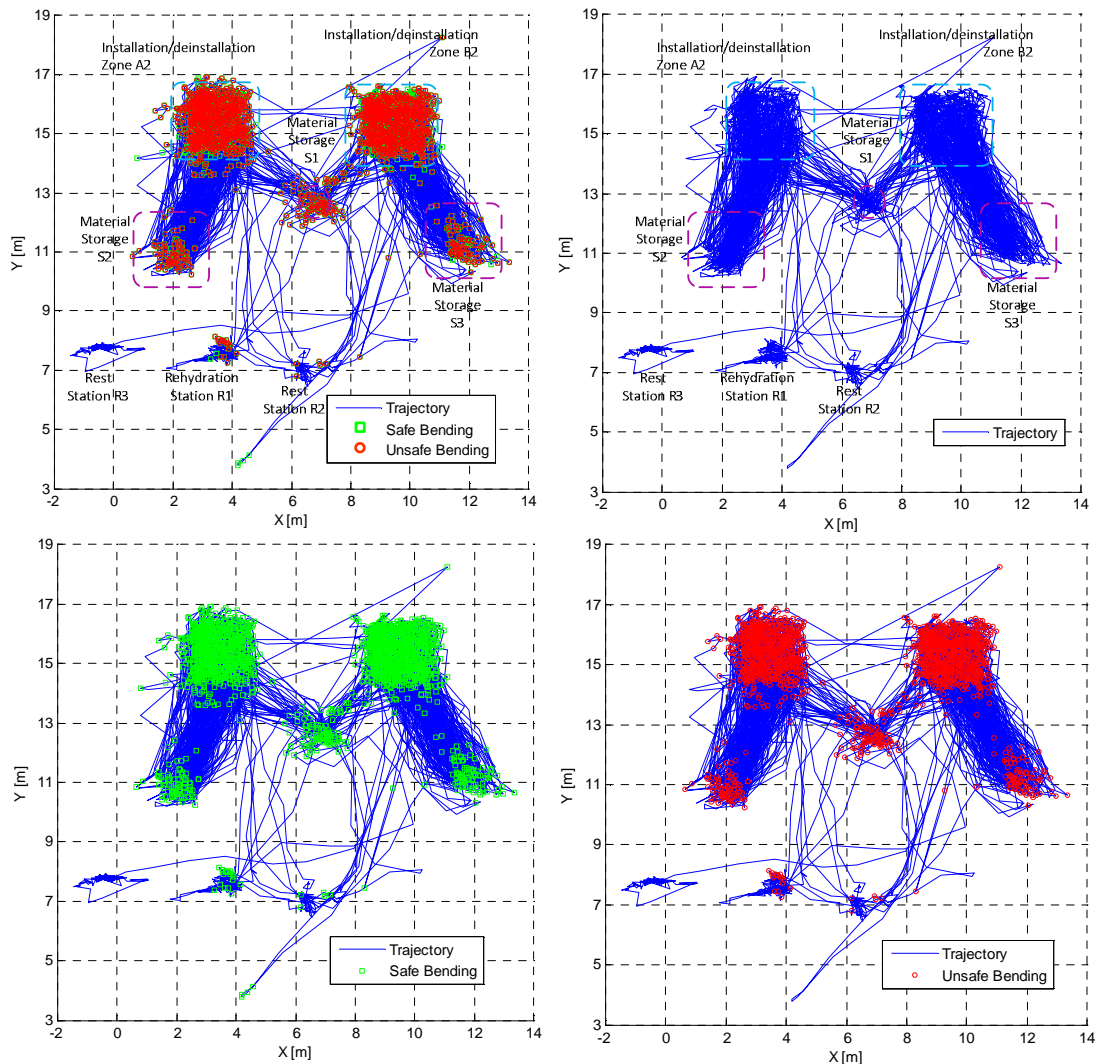 19
17
15
13
11
9
7
5
3
Y [m]
-2 0 2 4 6 8 10 12 14
X [m]
Installation/deinstallation
Zone A2
Installation/deinstallation
Zone B2
Material
Storage
S1
Material
Storage
S2
Material
Storage
S3
Rest
Station R3
Rehydration
Station R1
Rest
Station R2
Trajectory
Safe Bending
Unsafe Bending
19
17
15
13
11
9
7
5
3
Y [m]
-2 0 2 4 6 8 10 12 14
X [m]
Installation/deinstallation
Zone A2
Installation/deinstallation
Zone B2
Material
Storage
S1
Material
Storage
S2
Material
Storage
S3
Rest
Station R3
Rehydration
Station R1
Rest
Station R2
Trajectory
19
17
15
13
11
9
7
5
3
Y [m]
-2 0 2 4 6 8 10 12 14
X [m]
Trajectory
Safe Bending
19
17
15
13
11
9
7
5
3
Y [m]
-2 0 2 4 6 8 10 12 14
X [m]
Trajectory
Unsafe Bending